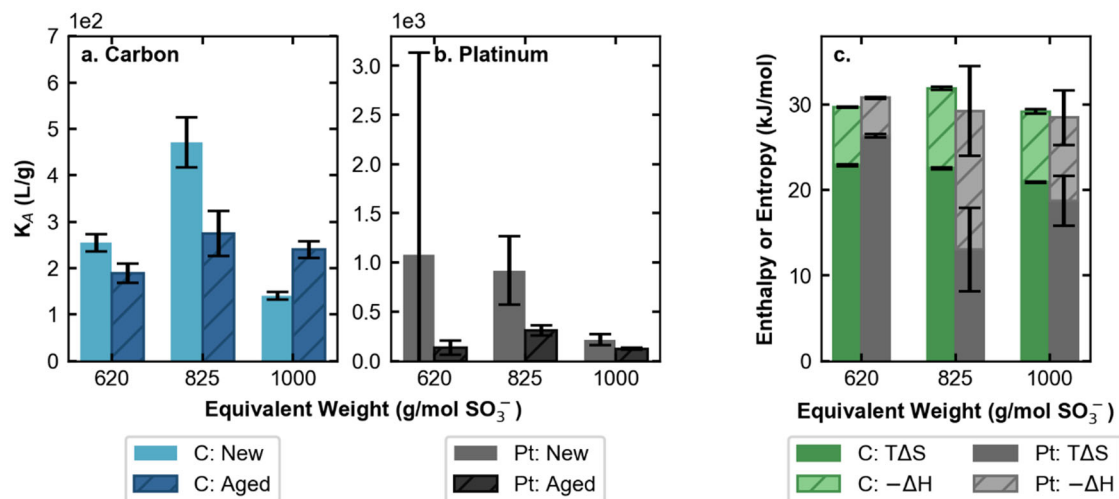 1e2
a. Carbon
7
6
5
4
3
2
1
0
K_A (L/g)
620
825
1000
1e3
b. Platinum
3.0
2.5
2.0
1.5
1.0
0.5
0.0
620
825
1000
Equivalent Weight (g/mol SO₃⁻)
C: New
C: Aged
Pt: New
Pt: Aged
c.
30
20
10
0
Enthalpy or Entropy (kJ/mol)
620
825
1000
Equivalent Weight (g/mol SO₃⁻)
C: TΔS
C: −ΔH
Pt: TΔS
Pt: −ΔH